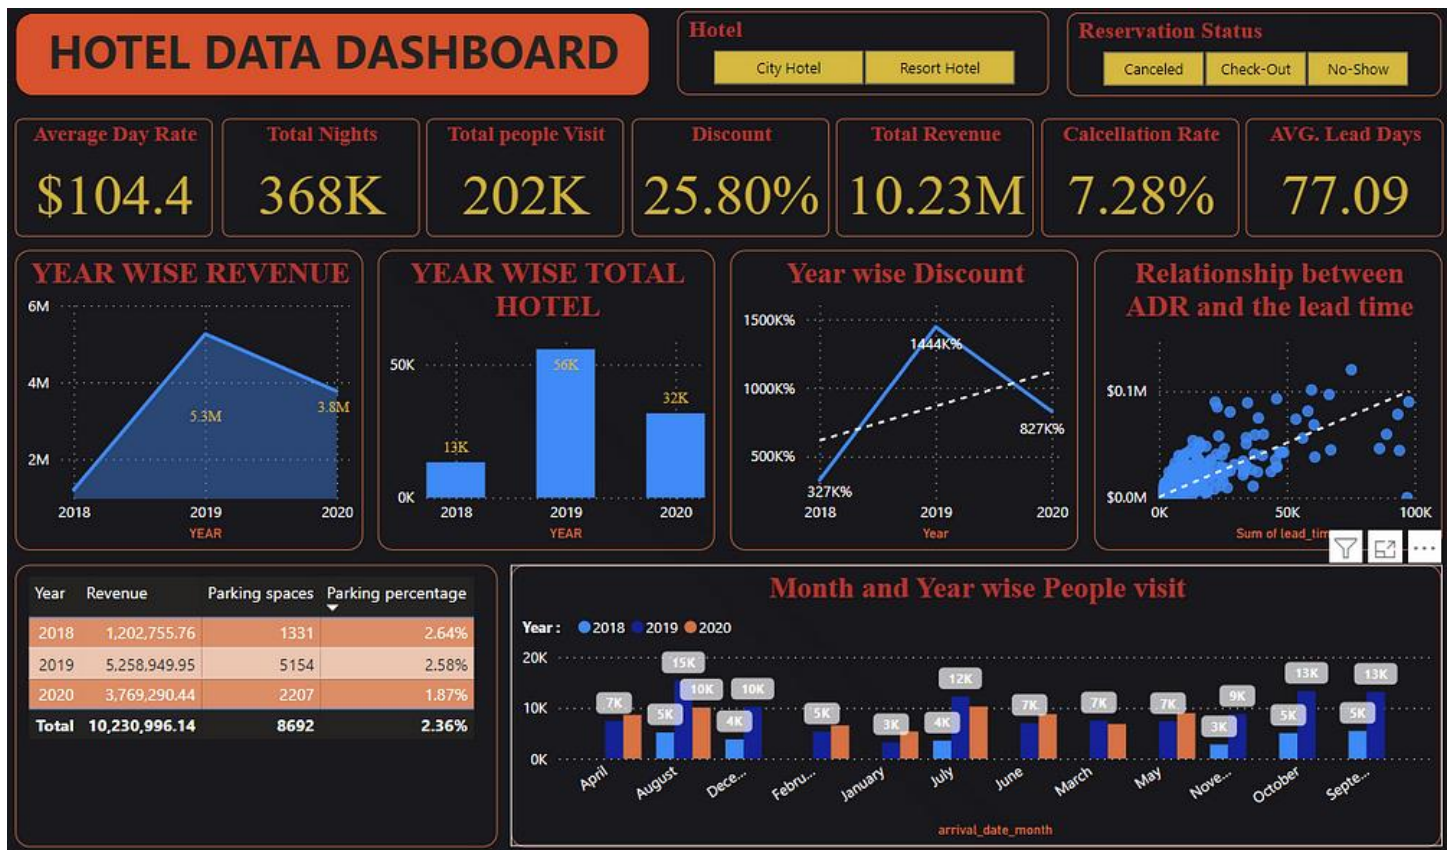 HOTEL DATA DASHBOARD
Hotel
City Hotel Resort Hotel
Reservation Status
Canceled Check-Out No-Show
Average Day Rate
$104.4
Total Nights
368K
Total people Visit
202K
Discount
25.80%
Total Revenue
10.23M
Calcellation Rate
7.28%
AVG. Lead Days
77.09
YEAR WISE REVENUE
6M
4M
2M
5.3M
3.8M
2018 2019 2020
YEAR
YEAR WISE TOTAL
HOTEL
50K
0K
13K
56K
32K
2018 2019 2020
YEAR
Year wise Discount
1500K%
1000K%
500K%
1444K%
827K%
327K%
2018 2019 2020
Year
Relationship between
ADR and the lead time
$0.1M
$0.0M
0K 50K 100K
Sum of lead_tim
Year Revenue Parking spaces Parking percentage
2018 1,202,755.76 1331 2.64%
2019 5,258,949.95 5154 2.58%
2020 3,769,290.44 2207 1.87%
Total 10,230,996.14 8692 2.36%
Month and Year wise People visit
Year : 2018 2019 2020
20K
10K
0K
7K
5K
15K
10K
4K
10K
5K
3K
4K
12K
7K
7K
7K
3K
9K
5K
13K
5K
13K
April August Dece... Febru... January July June March May Nove... October Septe...
arrival_date_month